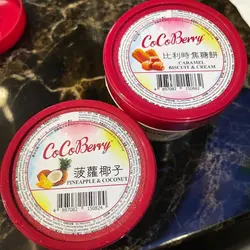 CoCoBerry
比利時焦糖餅
CARAMEL
BISCUIT & CREAM
CoCoBerry
菠蘿椰子
PINEAPPLE & COCONUT